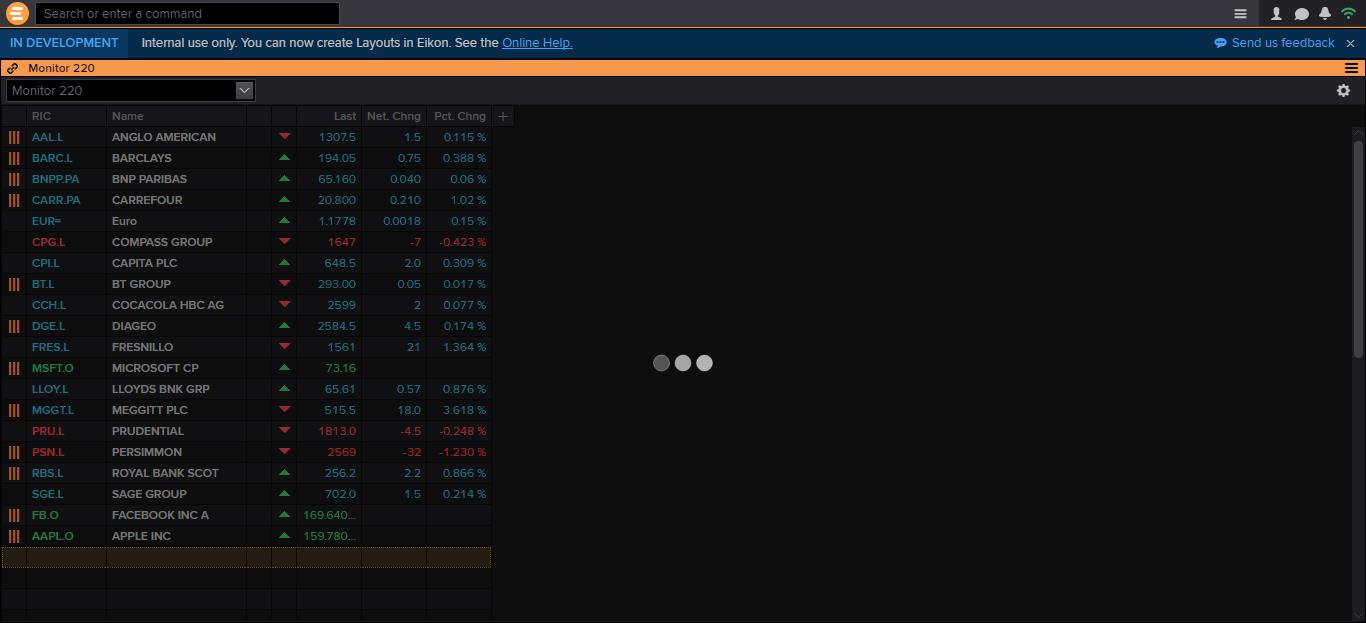 Search or enter a command
IN DEVELOPMENT Internal use only. You can now create Layouts in Eikon. See the Online Help. Send us feedback
Monitor 220
Monitor 220
RIC Name Last Net. Chng Pct. Chng +
AAL.L ANGLO AMERICAN 1307.5 1.5 0.115 %
BARC.L BARCLAYS 194.05 0.75 0.388 %
BNPP.PA BNP PARIBAS 65.160 0.040 0.06 %
CARR.PA CARREFOUR 20.800 0.210 1.02 %
EUR= Euro 1.1778 0.0018 0.15 %
CPG.L COMPASS GROUP 1647 -7 -0.423 %
CPI.L CAPITA PLC 648.5 2.0 0.309 %
BT.L BT GROUP 293.00 0.05 0.017 %
CCH.L COCACOLA HBC AG 2599 2 0.077 %
DGE.L DIAGEO 2584.5 4.5 0.174 %
FRES.L FRESNILLO 1561 21 1.364 %
MSFT.O MICROSOFT CP 73.16
LLOY.L LLOYDS BNK GRP 65.61 0.57 0.876 %
MGGT.L MEGGITT PLC 515.5 18.0 3.618 %
PRU.L PRUDENTIAL 1813.0 -4.5 -0.248 %
PSN.L PERSIMMON 2569 -32 -1.230 %
RBS.L ROYAL BANK SCOT 256.2 2.2 0.866 %
SGE.L SAGE GROUP 702.0 1.5 0.214 %
FB.O FACEBOOK INC A 169.640...
AAPL.O APPLE INC 159.780...